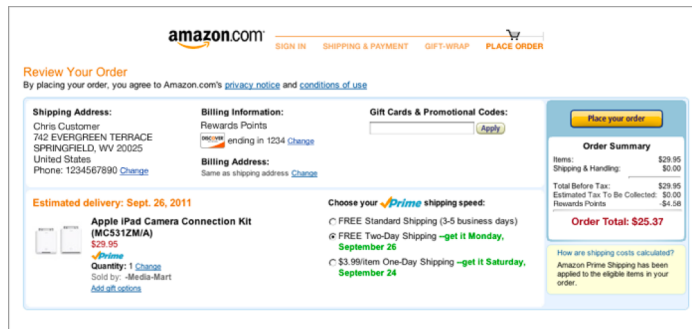 amazon.com
SIGN IN SHIPPING & PAYMENT GIFT-WRAP PLACE ORDER
Review Your Order
By placing your order, you agree to Amazon.com's privacy notice and conditions of use
Shipping Address:
Chris Customer
742 EVERGREEN TERRACE
SPRINGFIELD, WV 20025
United States
Phone: 1234567890 Change
Billing Information:
Rewards Points
DISCOVER ending in 1234 Change
Billing Address:
Same as shipping address Change
Gift Cards & Promotional Codes:
Apply
Place your order
Order Summary
Items: $29.95
Shipping & Handling: $0.00
Total Before Tax: $29.95
Estimated Tax To Be Collected: $0.00
Rewards Points -$4.58
Order Total: $25.37
How are shipping costs calculated?
Amazon Prime Shipping has been
applied to the eligible items in your
order.
Estimated delivery: Sept. 26, 2011
Apple iPad Camera Connection Kit
(MC531ZM/A)
$29.95
Prime
Quantity: 1 Change
Sold by: -Media-Mart
Add gift options
Choose your Prime shipping speed:
FREE Standard Shipping (3-5 business days)
FREE Two-Day Shipping --get it Monday,
September 26
$3.99/item One-Day Shipping --get it Saturday,
September 24